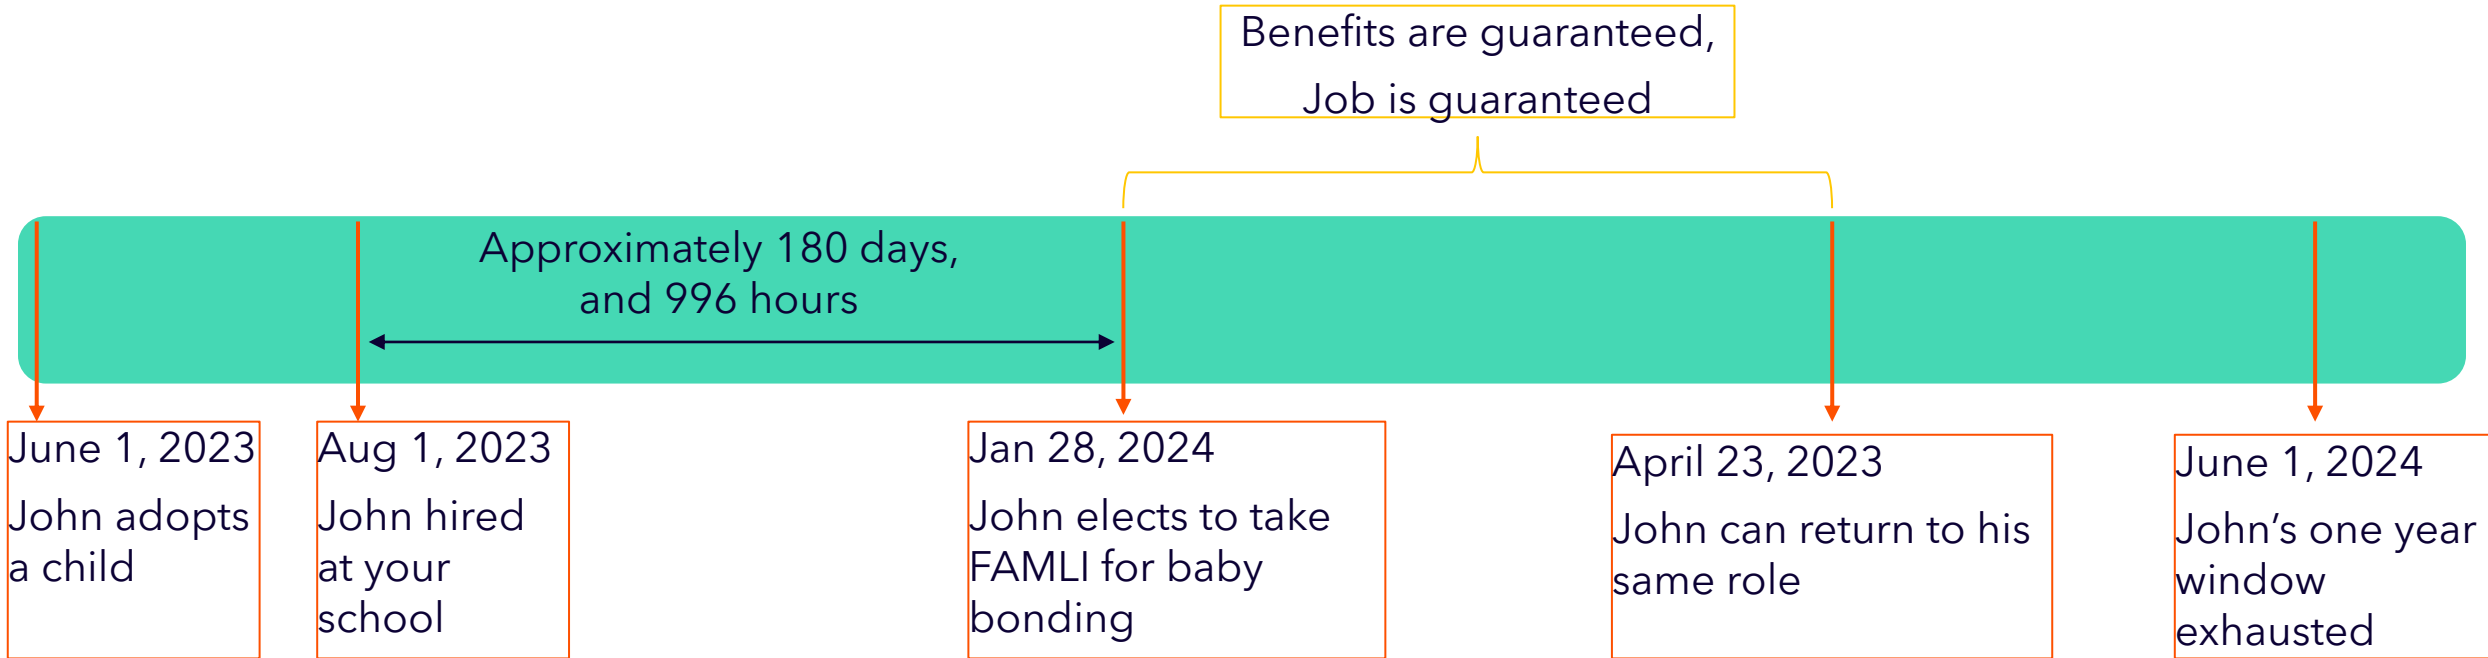 Benefits are guaranteed,
Job is guaranteed
Approximately 180 days,
and 996 hours
June 1, 2023
John adopts
a child
Aug 1, 2023
John hired
at your
school
Jan 28, 2024
John elects to take
FAMLI for baby
bonding
April 23, 2023
John can return to his
same role
June 1, 2024
John’s one year
window
exhausted